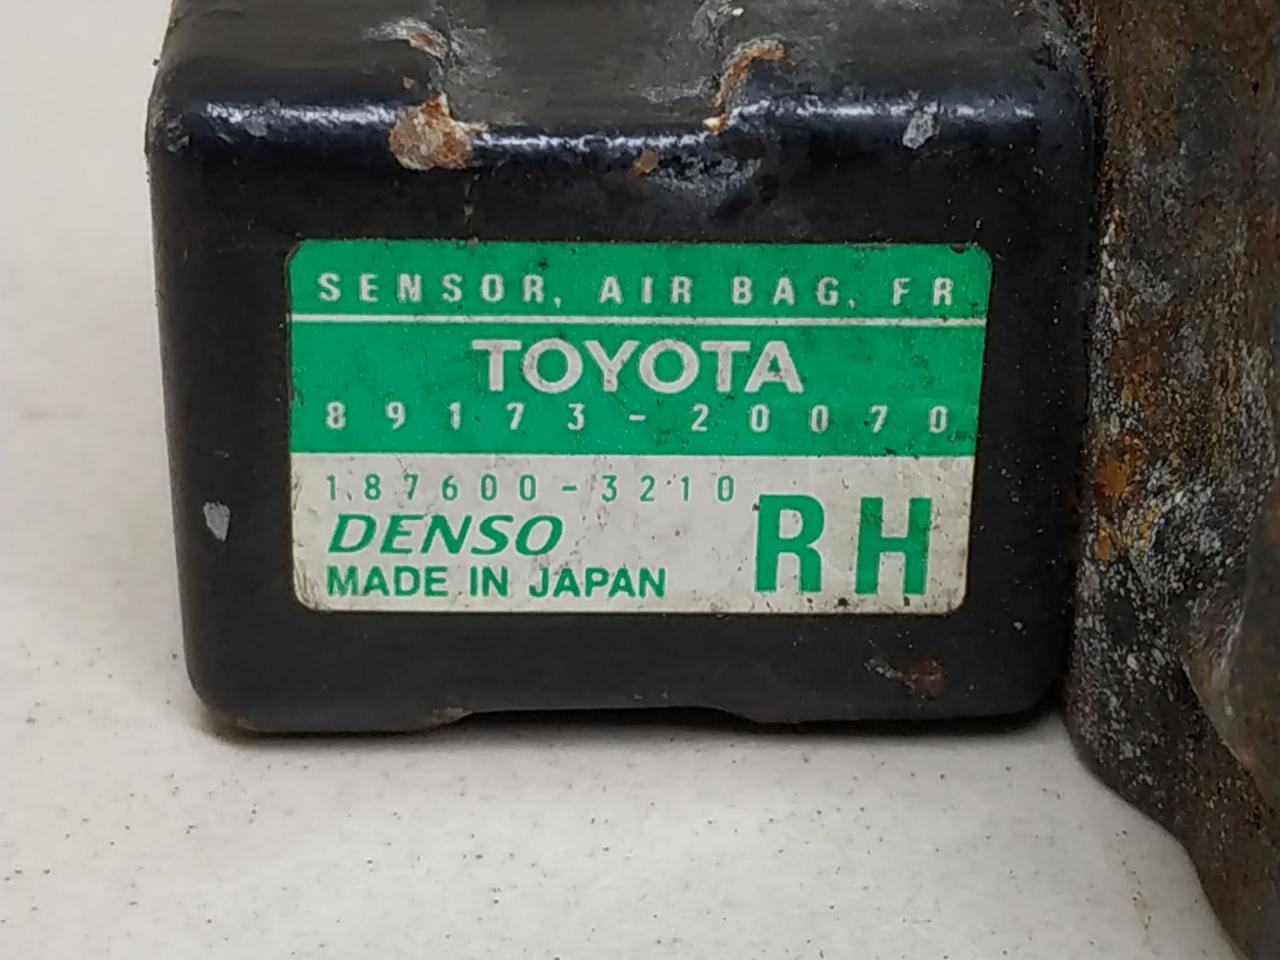 SENSOR, AIR BAG, FR
TOYOTA
89173-20070
187600-3210
DENSO
MADE IN JAPAN
RH